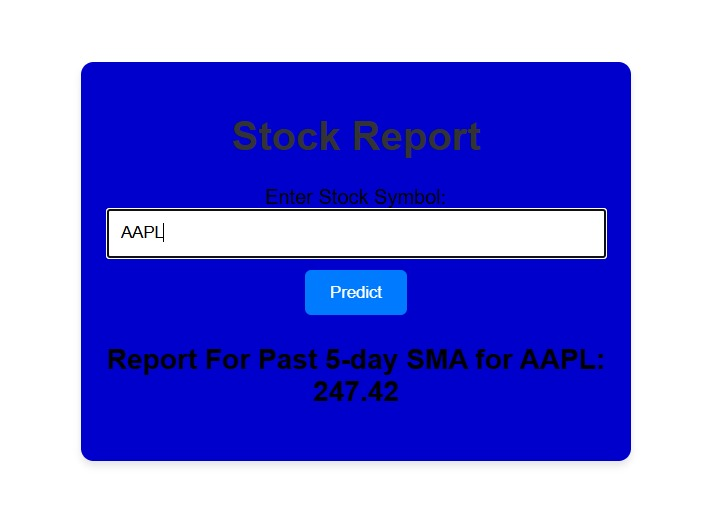 Stock Report
Enter Stock Symbol:
AAPL
Predict
Report For Past 5-day SMA for AAPL:
247.42